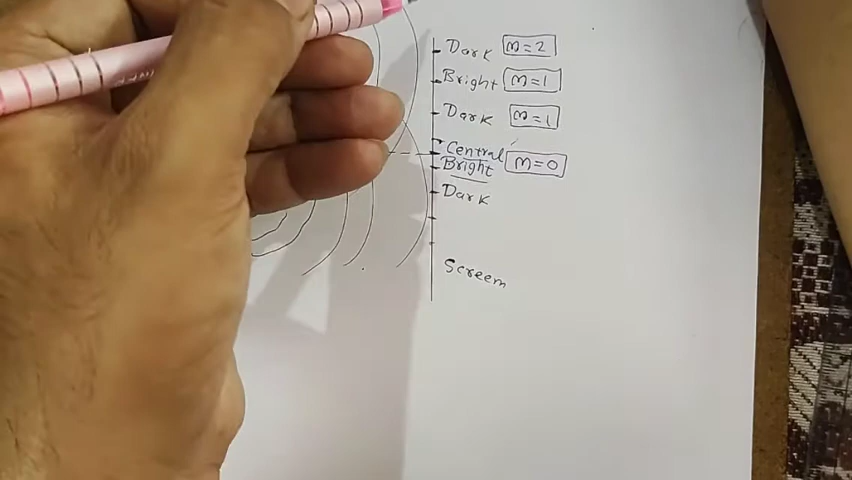 Dark m=2
Bright m=1
Dark m=1
Central
Bright m=0
Dark
Screem